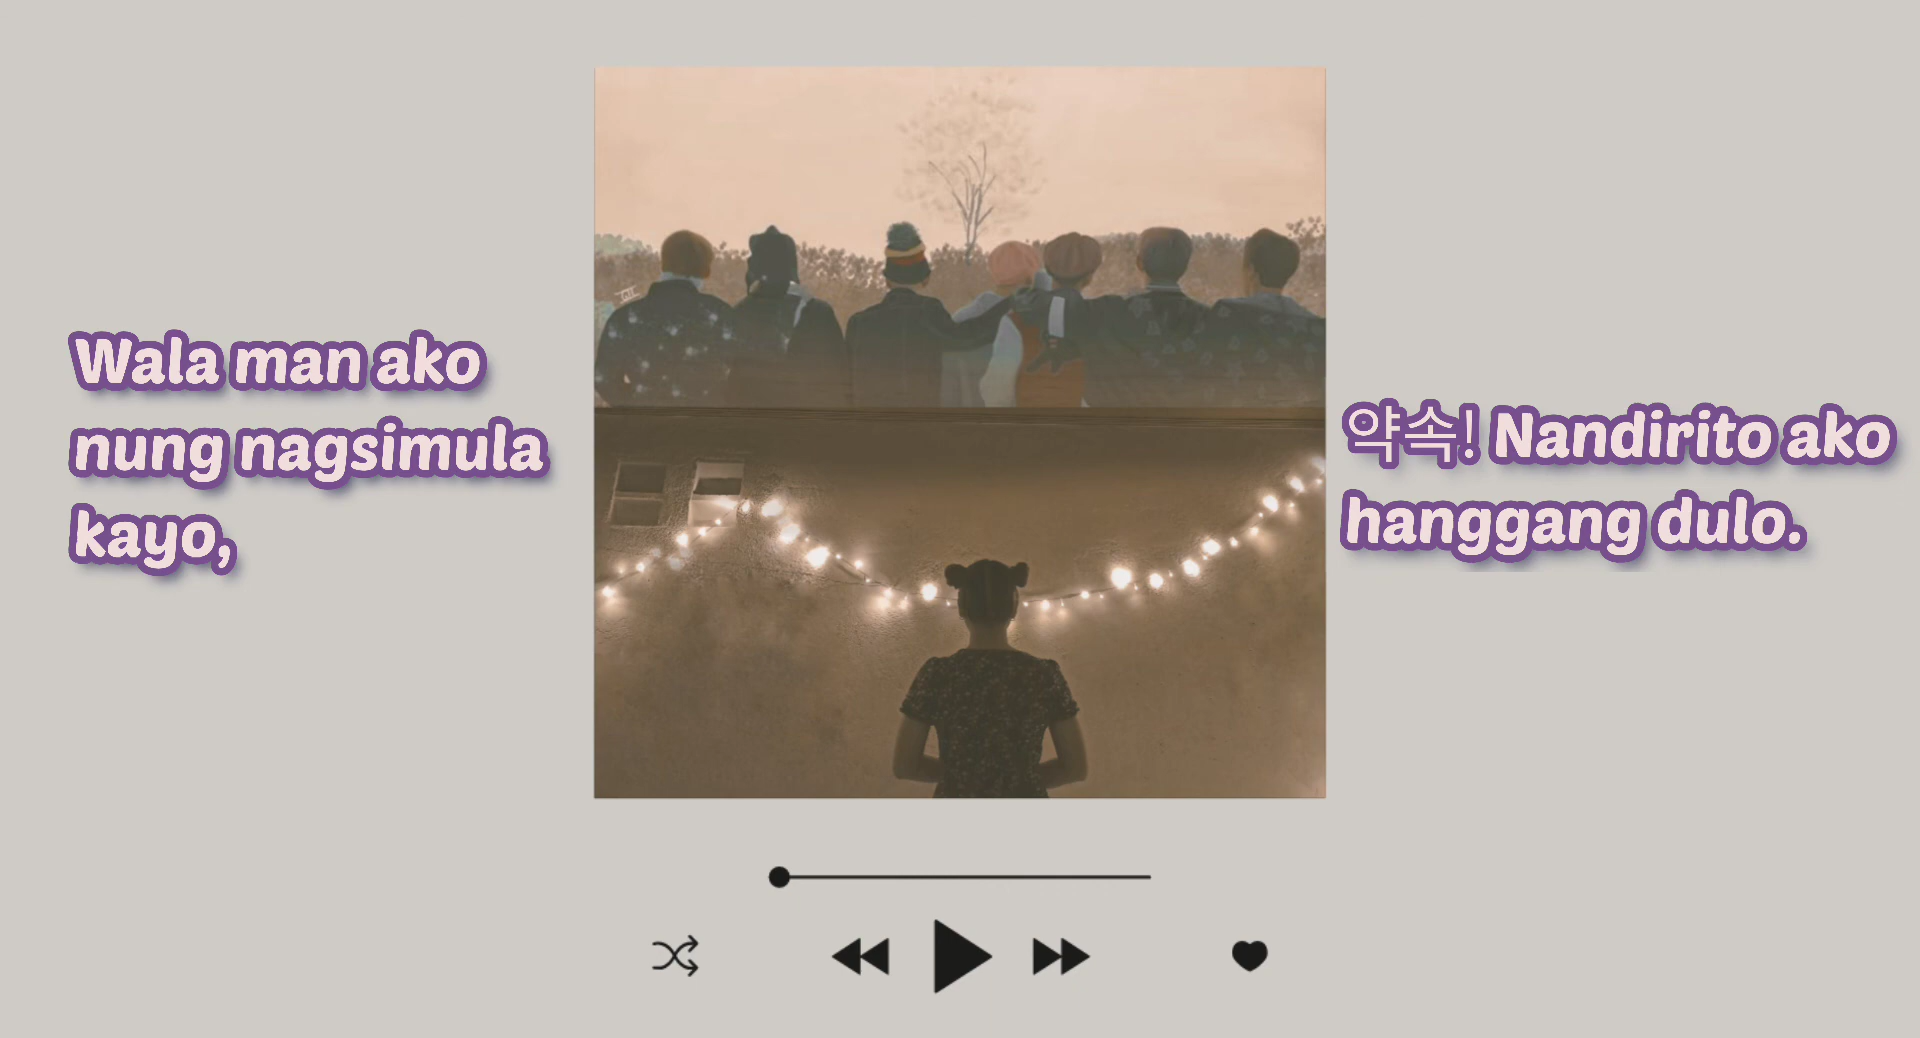 Wala man ako
nung nagsimula
kayo,
약속! Nandirito ako
hanggang dulo.